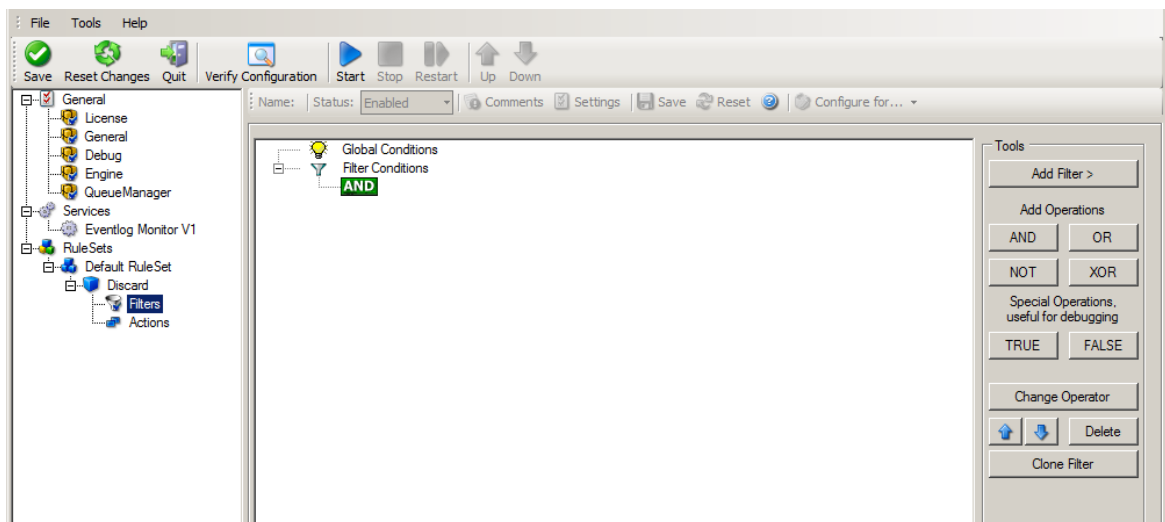 File Tools Help
Save Reset Changes Quit Verify Configuration Start Stop Restart Up Down
General
License
General
Debug
Engine
QueueManager
Services
Eventlog Monitor V1
RuleSets
Default RuleSet
Discard
Filters
Actions
Name: Status: Enabled Comments Settings Save Reset Configure for...
Global Conditions
Filter Conditions
AND
Tools
Add Filter >
Add Operations
AND OR
NOT XOR
Special Operations,
useful for debugging
TRUE FALSE
Change Operator
Delete
Clone Filter